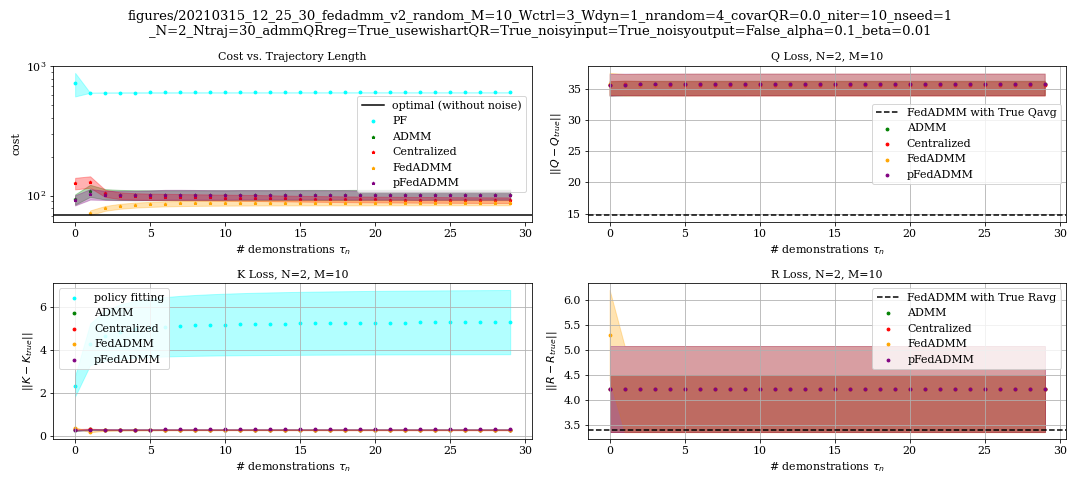 figures/20210315_12_25_30_fedadmm_v2_random_M=10_Wctrl=3_Wdyn=1_nrandom=4_covarQR=0.0_niter=10_nseed=1
_N=2_Ntraj=30_admmQRreg=True_usewishartQR=True_noisyinput=True_noisyoutput=False_alpha=0.1_beta=0.01
Cost vs. Trajectory Length
10³
10²
cost
optimal (without noise)
PF
ADMM
Centralized
FedADMM
pFedADMM
0 5 10 15 20 25 30
# demonstrations τₙ
Q Loss, N=2, M=10
35
30
25
20
15
||Q − Q_{true}||
FedADMM with True Qavg
ADMM
Centralized
FedADMM
pFedADMM
0 5 10 15 20 25 30
# demonstrations τₙ
K Loss, N=2, M=10
6
4
2
0
||K − K_{true}||
policy fitting
ADMM
Centralized
FedADMM
pFedADMM
0 5 10 15 20 25 30
# demonstrations τₙ
R Loss, N=2, M=10
6.0
5.5
5.0
4.5
4.0
3.5
||R − R_{true}||
FedADMM with True Ravg
ADMM
Centralized
FedADMM
pFedADMM
0 5 10 15 20 25 30
# demonstrations τₙ